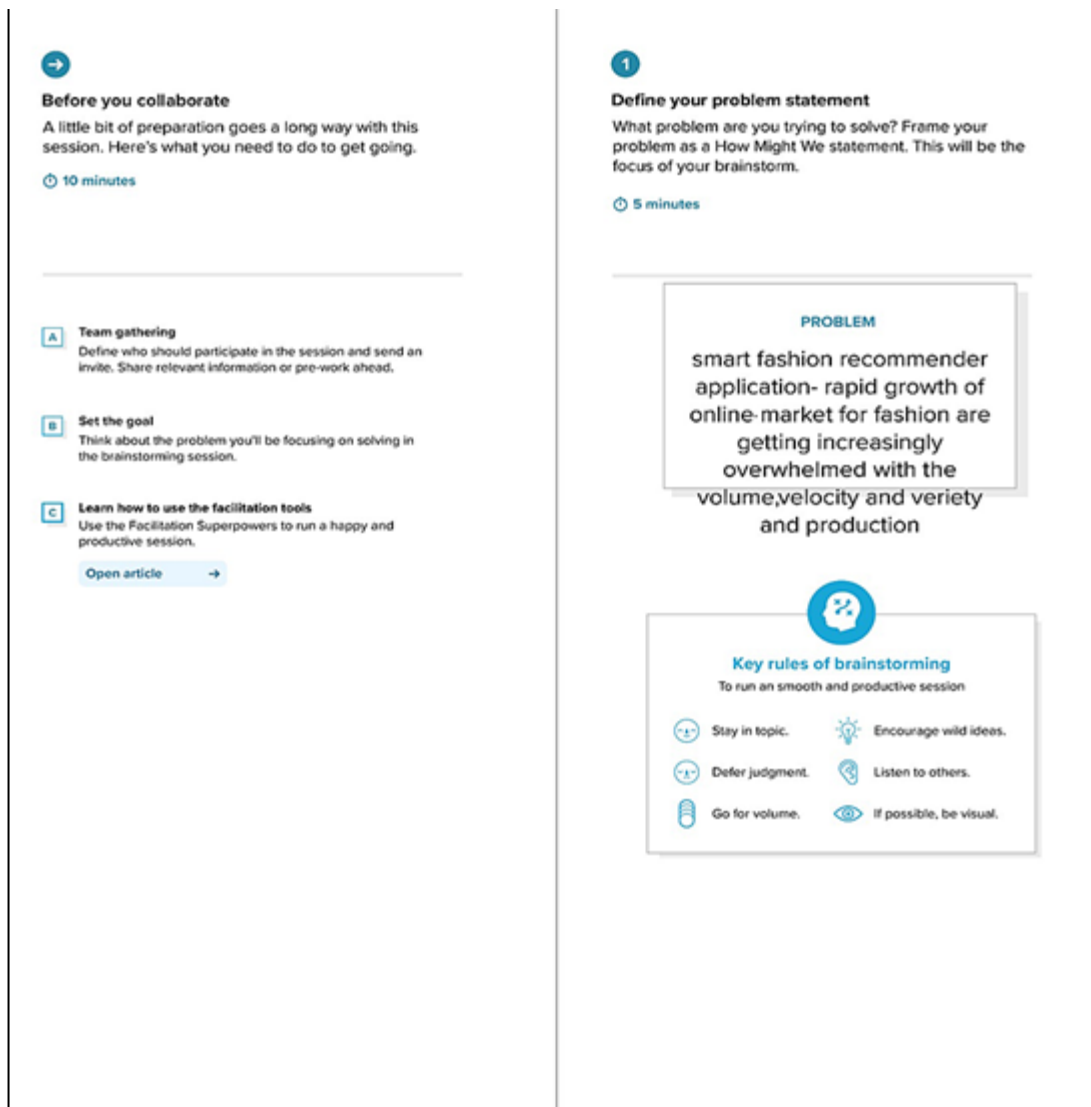 Before you collaborate
A little bit of preparation goes a long way with this
session. Here's what you need to do to get going.
10 minutes
A
Team gathering
Define who should participate in the session and send an
invite. Share relevant information or pre-work ahead.
B
Set the goal
Think about the problem you'll be focusing on solving in
the brainstorming session.
C
Learn how to use the facilitation tools
Use the Facilitation Superpowers to run a happy and
productive session.
Open article
1
Define your problem statement
What problem are you trying to solve? Frame your
problem as a How Might We statement. This will be the
focus of your brainstorm.
5 minutes
PROBLEM
smart fashion recommender
application- rapid growth of
online-market for fashion are
getting increasingly
overwhelmed with the
volume,velocity and veriety
and production
Key rules of brainstorming
To run an smooth and productive session
Stay in topic.
Encourage wild ideas.
Defer judgment.
Listen to others.
Go for volume.
If possible, be visual.